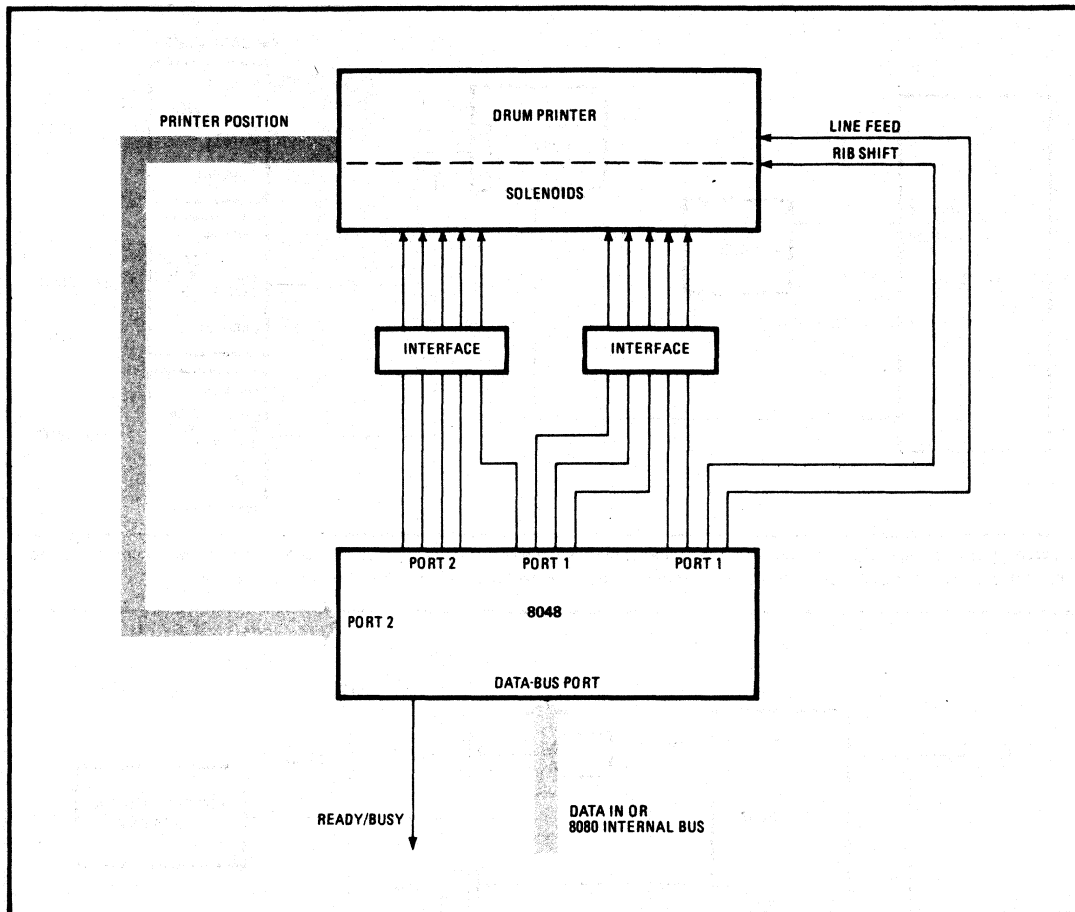 DRUM PRINTER
PRINTER POSITION
LINE FEED
RIB SHIFT
SOLENOIDS
INTERFACE
INTERFACE
PORT 2
PORT 1
PORT 1
8048
PORT 2
DATA-BUS PORT
READY/BUSY
DATA IN OR
8080 INTERNAL BUS